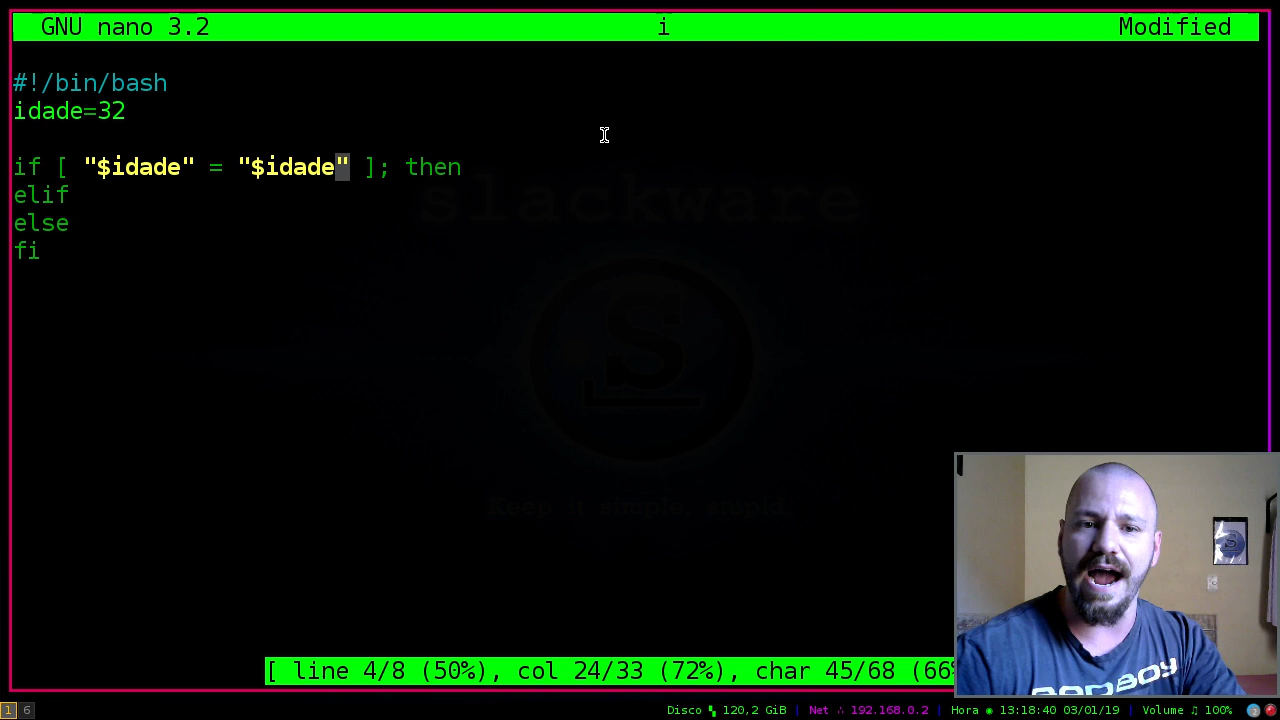 GNU nano 3.2 i Modified
#!/bin/bash
idade=32
if [ "$idade" = "$idade" ]; then
elif
else
fi
slackware
S
Keep it simple, stupid.
[ line 4/8 (50%), col 24/33 (72%), char 45/68 (66%
BADBOY
1 6 Disco 120,2 GiB | Net ∴ 192.168.0.2 | Hora ◉ 13:18:40 03/01/19 | Volume ♫ 100% 2